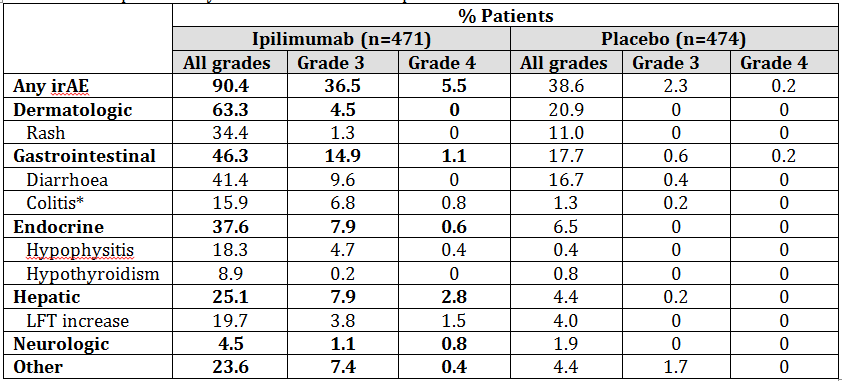 % Patients
Ipilimumab (n=471) Placebo (n=474)
All grades Grade 3 Grade 4 All grades Grade 3 Grade 4
Any irAE 90.4 36.5 5.5 38.6 2.3 0.2
Dermatologic 63.3 4.5 0 20.9 0 0
Rash 34.4 1.3 0 11.0 0 0
Gastrointestinal 46.3 14.9 1.1 17.7 0.6 0.2
Diarrhoea 41.4 9.6 0 16.7 0.4 0
Colitis* 15.9 6.8 0.8 1.3 0.2 0
Endocrine 37.6 7.9 0.6 6.5 0 0
Hypophysitis 18.3 4.7 0.4 0.4 0 0
Hypothyroidism 8.9 0.2 0 0.8 0 0
Hepatic 25.1 7.9 2.8 4.4 0.2 0
LFT increase 19.7 3.8 1.5 4.0 0 0
Neurologic 4.5 1.1 0.8 1.9 0 0
Other 23.6 7.4 0.4 4.4 1.7 0